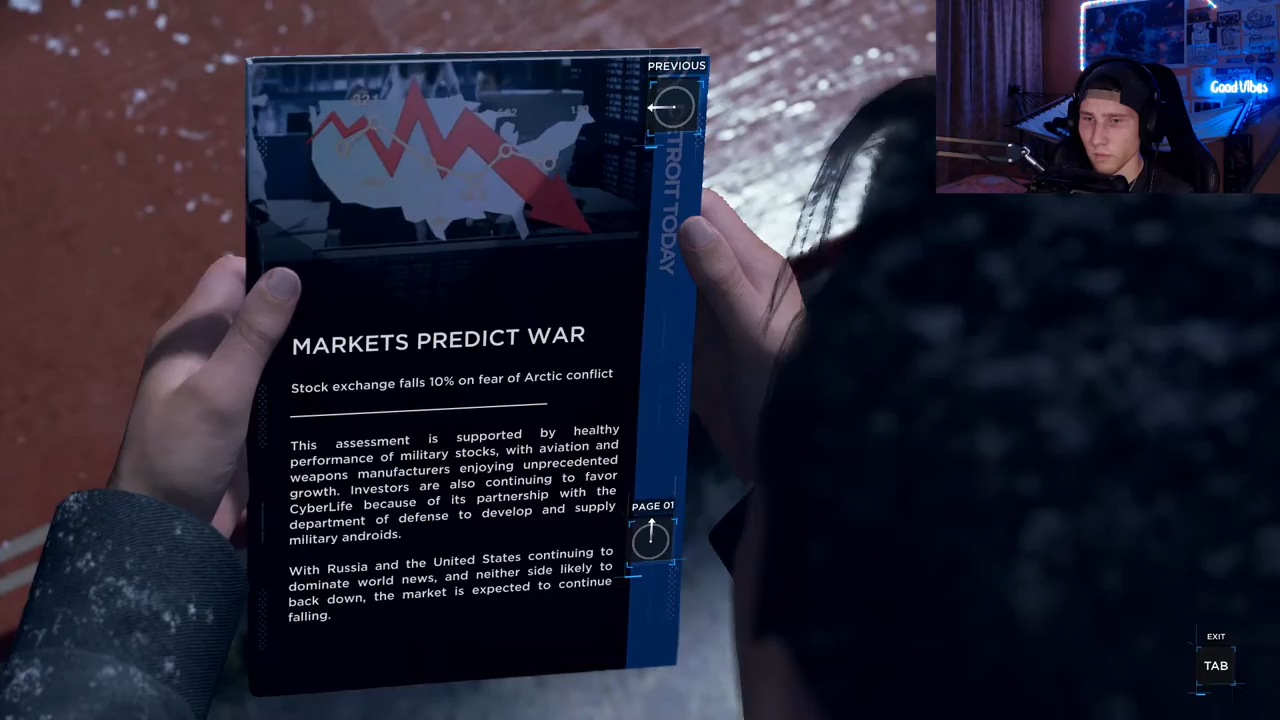 PREVIOUS
Good Vibes
TROIT TODAY
MARKETS PREDICT WAR
Stock exchange falls 10% on fear of Arctic conflict
This assessment is supported by healthy
performance of military stocks, with aviation and
weapons manufacturers enjoying unprecedented
growth. Investors are also continuing to favor
CyberLife because of its partnership with the
department of defense to develop and supply
military androids.
PAGE 01
With Russia and the United States continuing to
dominate world news, and neither side likely to
back down, the market is expected to continue
falling.
EXIT
TAB